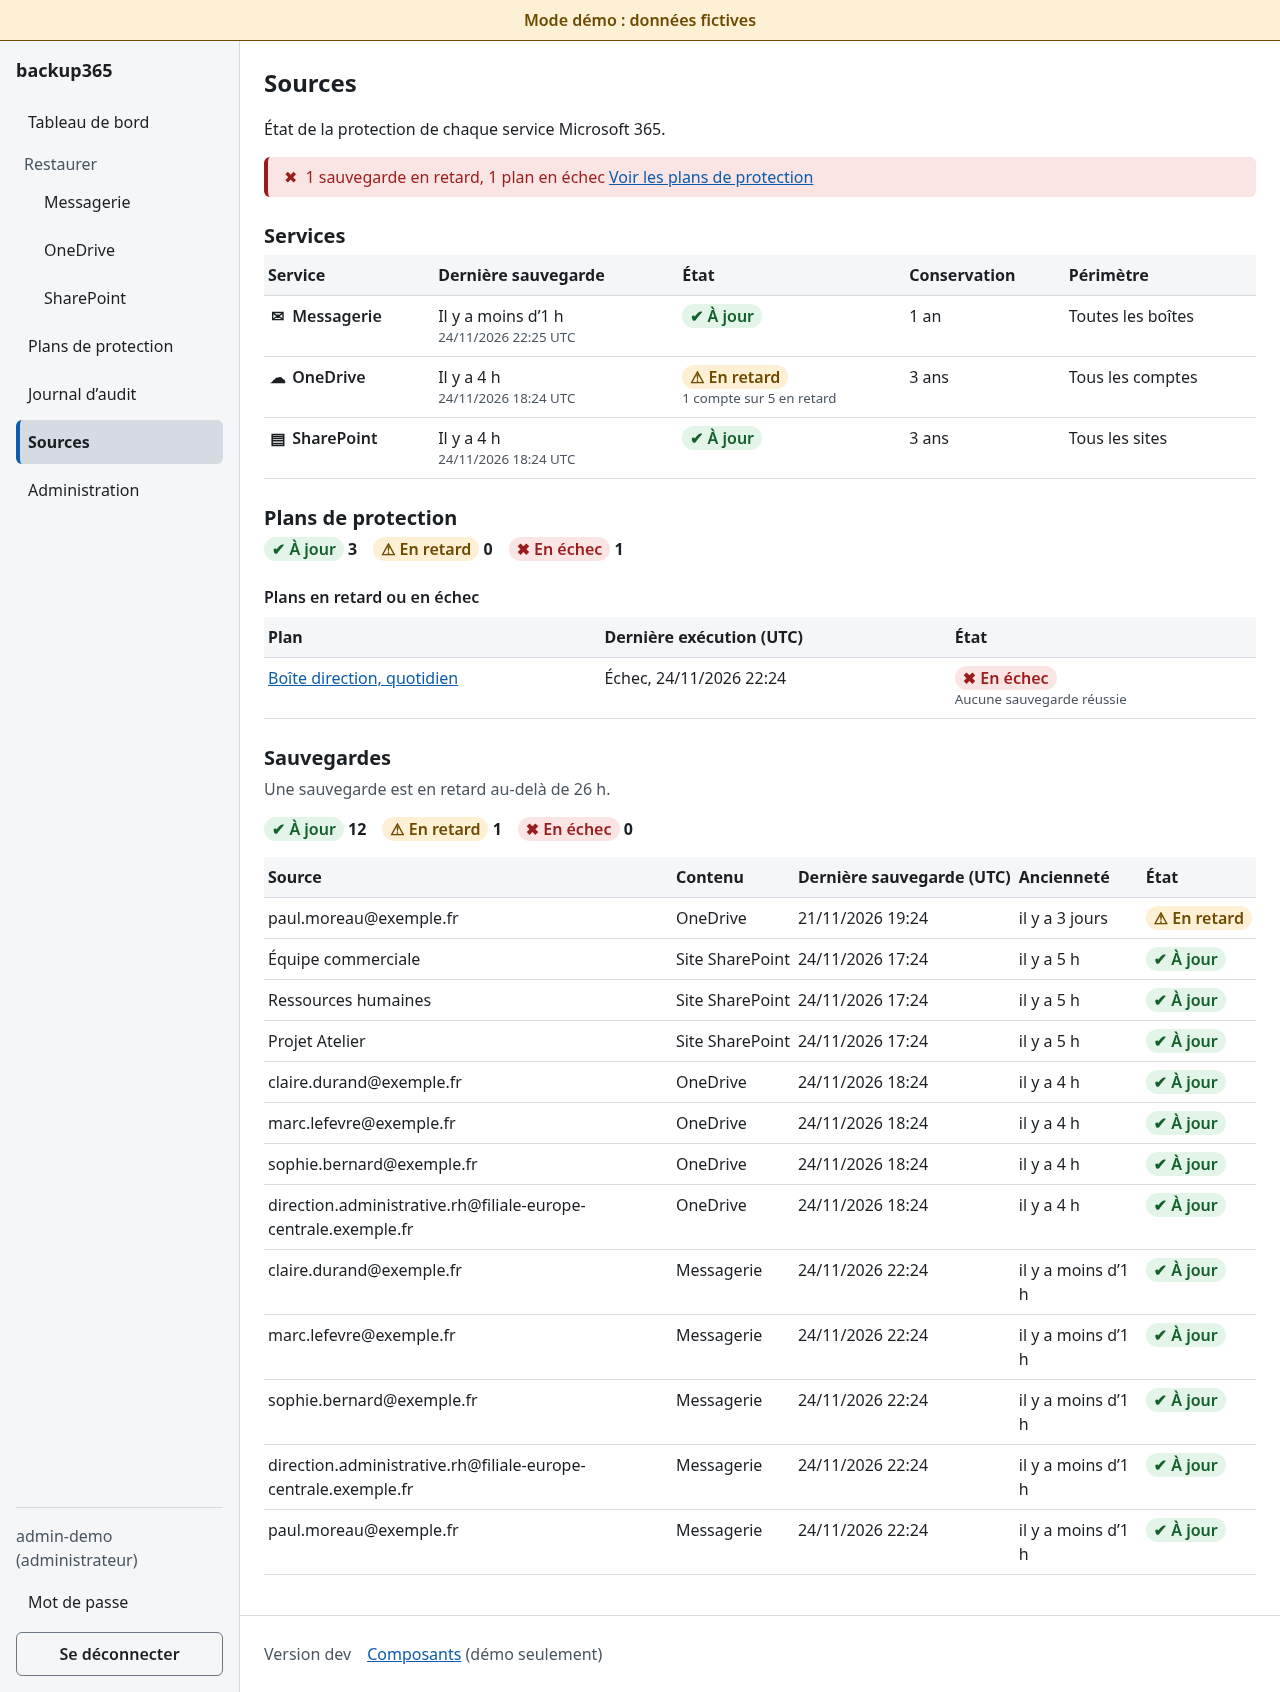 Mode démo : données fictives
backup365
Tableau de bord
Restaurer
Messagerie
OneDrive
SharePoint
Plans de protection
Journal d’audit
Sources
Administration
admin-demo
(administrateur)
Mot de passe
Se déconnecter
Sources
État de la protection de chaque service Microsoft 365.
✖ 1 sauvegarde en retard, 1 plan en échec Voir les plans de protection
Services
Service Dernière sauvegarde État Conservation Périmètre
✉ Messagerie Il y a moins d’1 h ✔ À jour 1 an Toutes les boîtes
24/11/2026 22:25 UTC
☁ OneDrive Il y a 4 h ⚠ En retard 3 ans Tous les comptes
24/11/2026 18:24 UTC 1 compte sur 5 en retard
▤ SharePoint Il y a 4 h ✔ À jour 3 ans Tous les sites
24/11/2026 18:24 UTC
Plans de protection
✔ À jour 3 ⚠ En retard 0 ✖ En échec 1
Plans en retard ou en échec
Plan Dernière exécution (UTC) État
Boîte direction, quotidien Échec, 24/11/2026 22:24 ✖ En échec
Aucune sauvegarde réussie
Sauvegardes
Une sauvegarde est en retard au-delà de 26 h.
✔ À jour 12 ⚠ En retard 1 ✖ En échec 0
Source Contenu Dernière sauvegarde (UTC) Ancienneté État
paul.moreau@exemple.fr OneDrive 21/11/2026 19:24 il y a 3 jours ⚠ En retard
Équipe commerciale Site SharePoint 24/11/2026 17:24 il y a 5 h ✔ À jour
Ressources humaines Site SharePoint 24/11/2026 17:24 il y a 5 h ✔ À jour
Projet Atelier Site SharePoint 24/11/2026 17:24 il y a 5 h ✔ À jour
claire.durand@exemple.fr OneDrive 24/11/2026 18:24 il y a 4 h ✔ À jour
marc.lefevre@exemple.fr OneDrive 24/11/2026 18:24 il y a 4 h ✔ À jour
sophie.bernard@exemple.fr OneDrive 24/11/2026 18:24 il y a 4 h ✔ À jour
direction.administrative.rh@filiale-europe- OneDrive 24/11/2026 18:24 il y a 4 h ✔ À jour
centrale.exemple.fr
claire.durand@exemple.fr Messagerie 24/11/2026 22:24 il y a moins d’1 ✔ À jour
h
marc.lefevre@exemple.fr Messagerie 24/11/2026 22:24 il y a moins d’1 ✔ À jour
h
sophie.bernard@exemple.fr Messagerie 24/11/2026 22:24 il y a moins d’1 ✔ À jour
h
direction.administrative.rh@filiale-europe- Messagerie 24/11/2026 22:24 il y a moins d’1 ✔ À jour
centrale.exemple.fr h
paul.moreau@exemple.fr Messagerie 24/11/2026 22:24 il y a moins d’1 ✔ À jour
h
Version dev Composants (démo seulement)